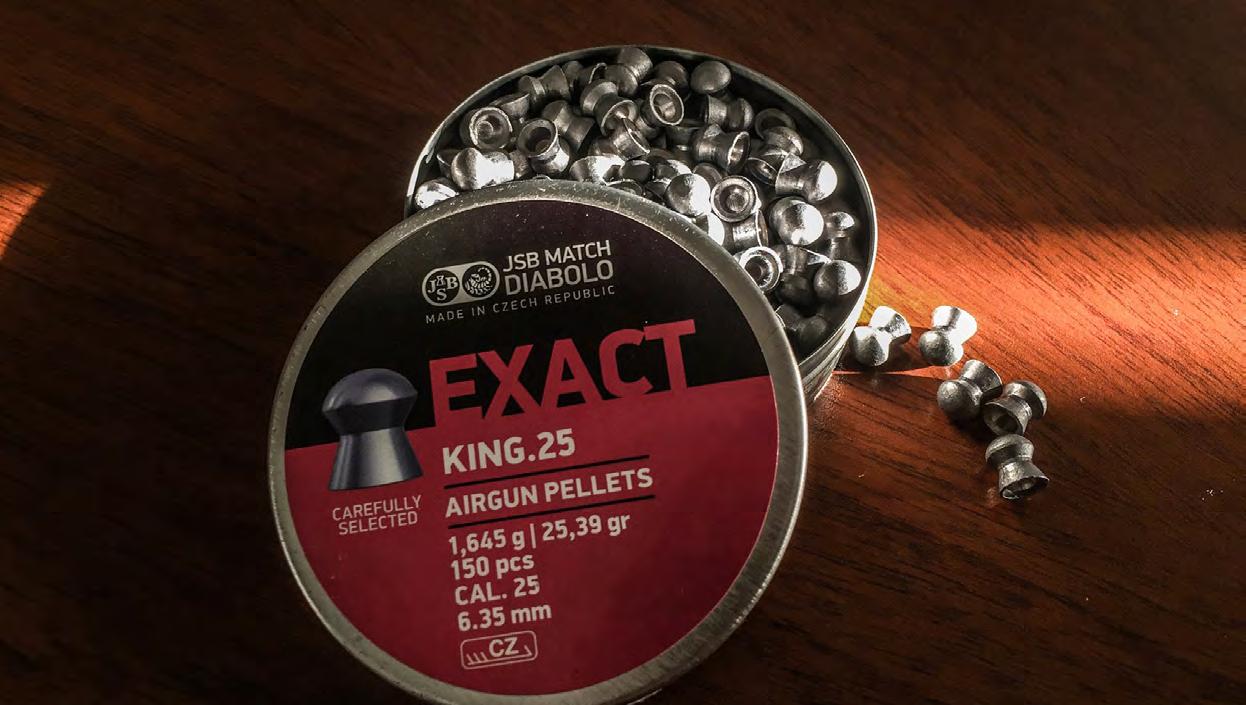 JSB
JSB MATCH
DIABOLO
MADE IN CZECH REPUBLIC
EXACT
KING.25
AIRGUN PELLETS
CAREFULLY
SELECTED
1,645 g | 25,39 gr
150 pcs
CAL. 25
6.35 mm
CZ